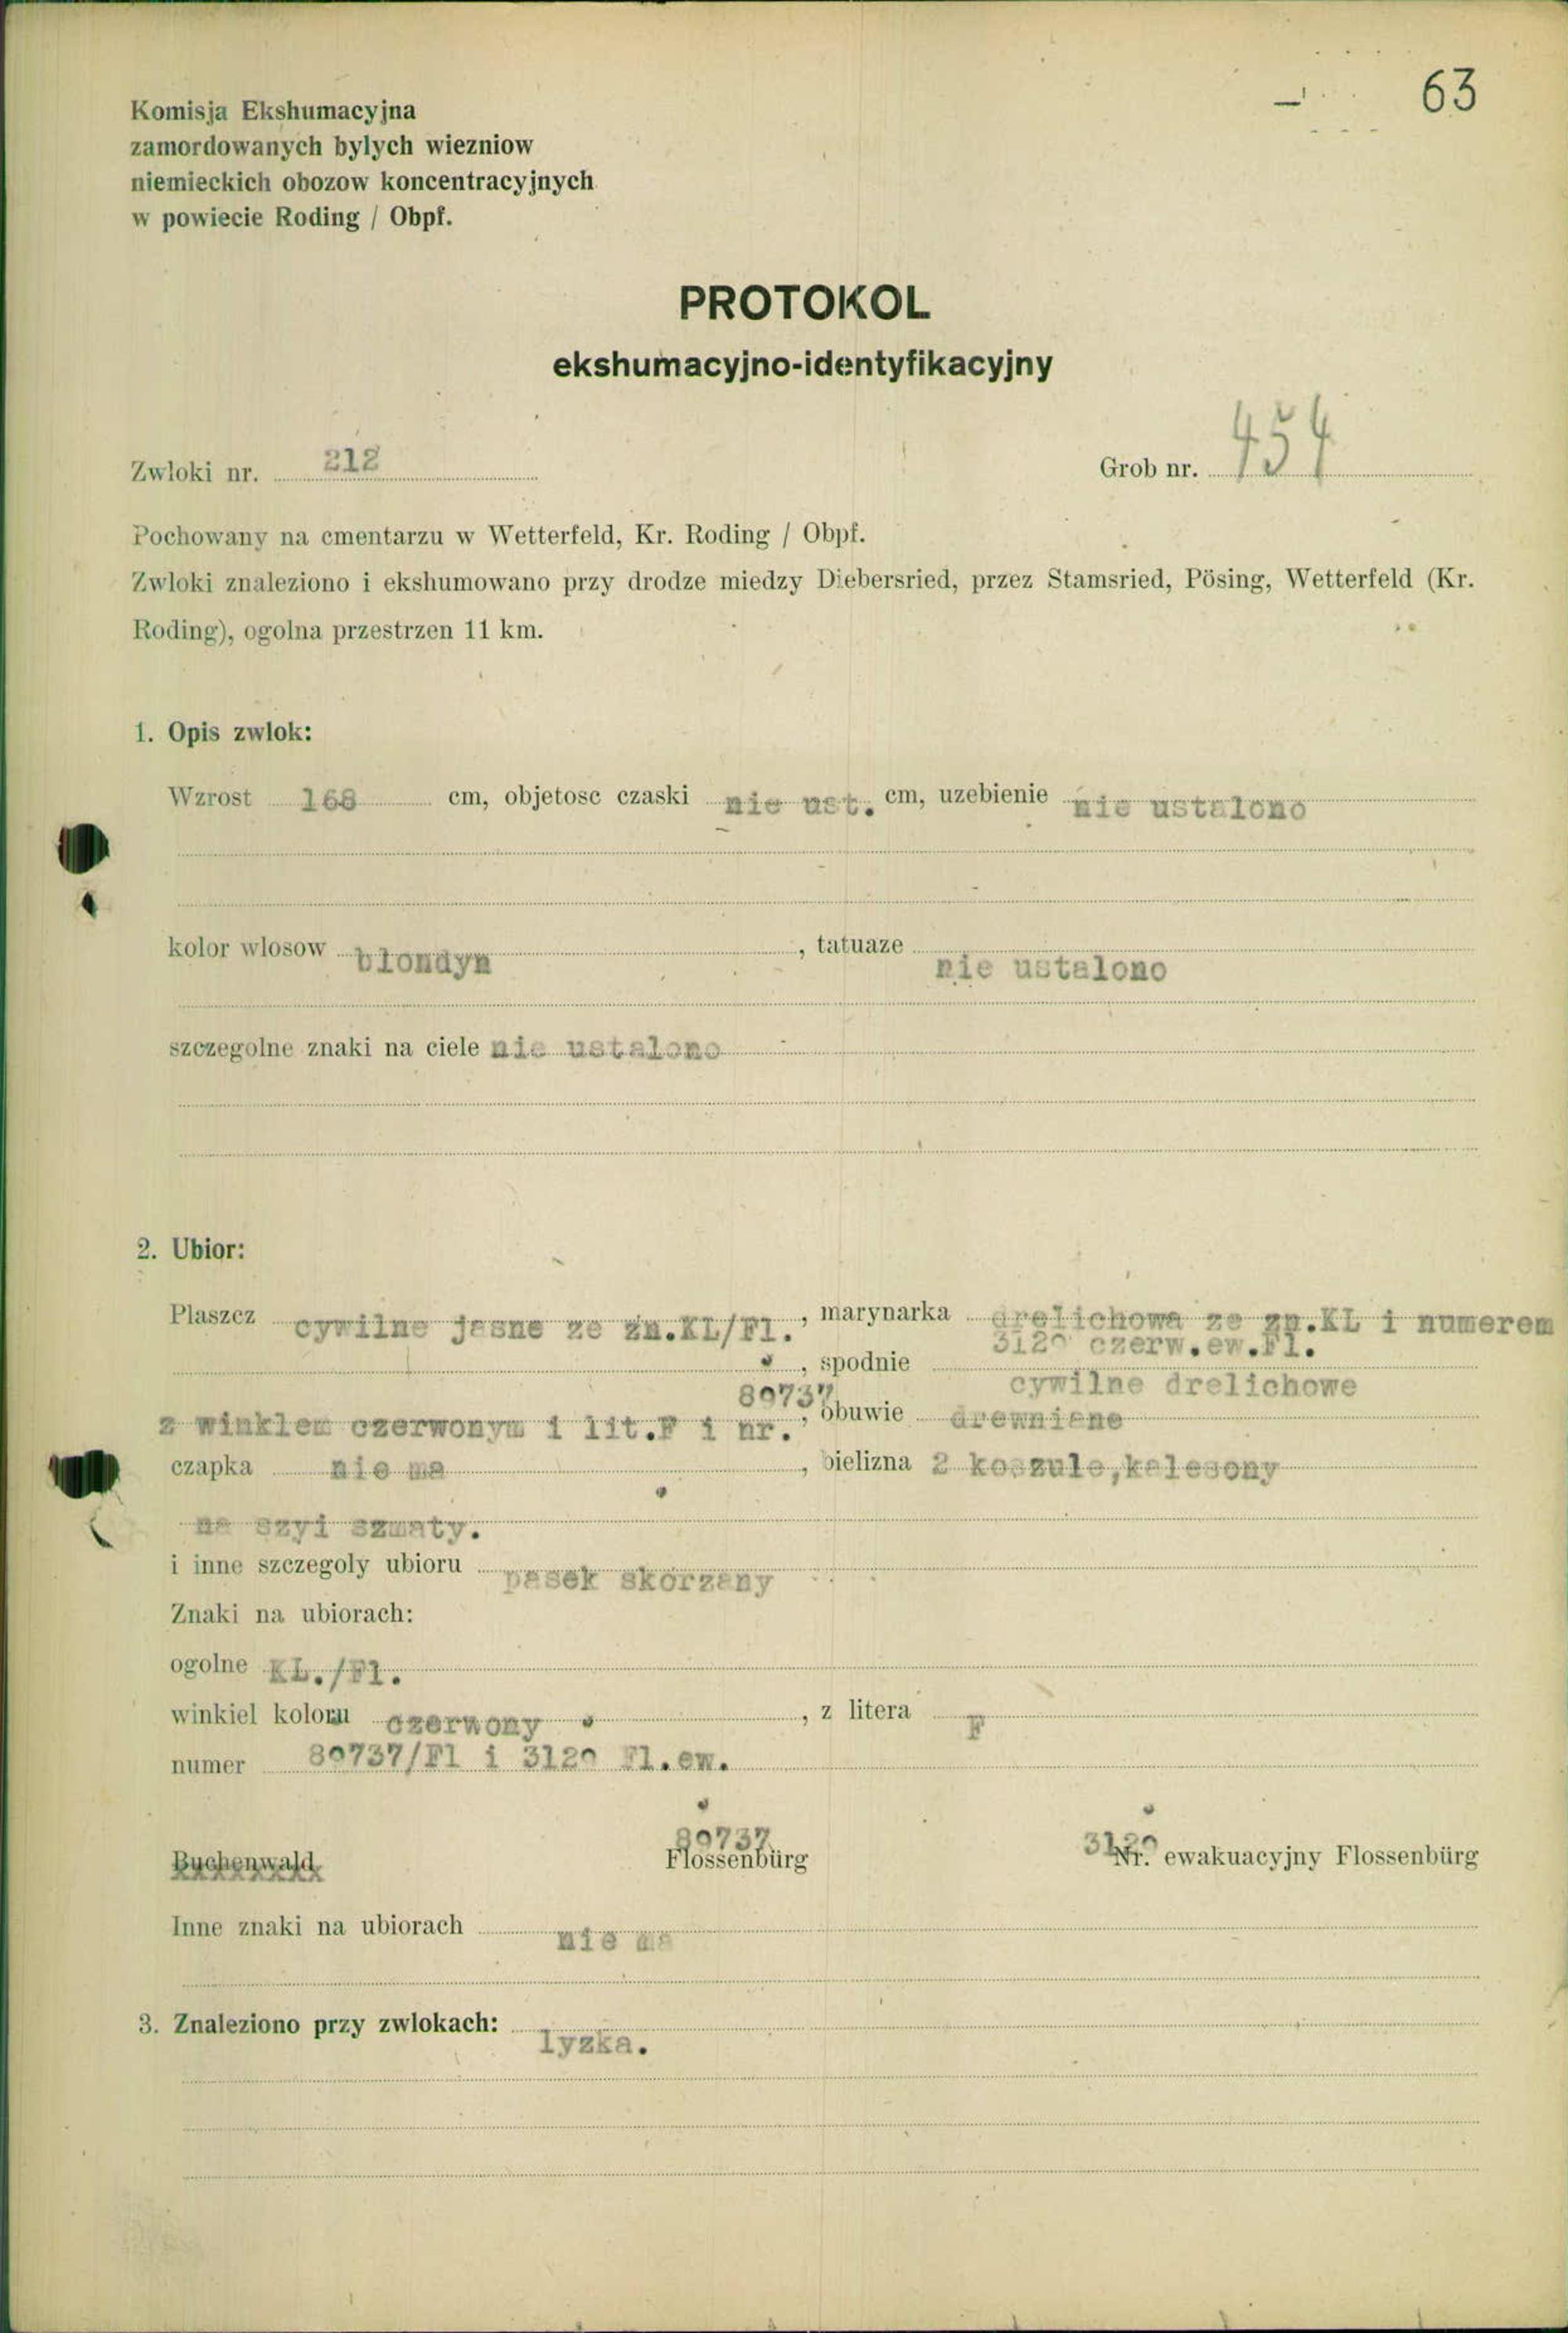 63
Komisja Ekshumacyjna
zamordowanych bylych wiezniow
niemieckich obozow koncentracyjnych
w powiecie Roding / Obpf.
PROTOKOL
ekshumacyjno-identyfikacyjny
Zwloki nr. 212 Grob nr. 454
Pochowany na cmentarzu w Wetterfeld, Kr. Roding / Obpf.
Zwloki znaleziono i ekshumowano przy drodze miedzy Diebersried, przez Stamsried, Pösing, Wetterfeld (Kr.
Roding), ogolna przestrzen 11 km.
1. Opis zwlok:
Wzrost 168 cm, objetosc czaski nie ust. cm, uzebienie nie ustalono
kolor wlosow blondyn , tatuaze nie ustalono
szczegolne znaki na ciele nie ustalono
2. Ubior:
Plaszcz cywilne jasne ze zn.KL/Fl. , marynarka drelichowa ze zn.KL i numerem
3120 czerw.ew.Fl.
, spodnie cywilne drelichowe
z winklem czerwonym i lit.F i nr. 80737 , obuwie drewniane
czapka nie ma , bielizna 2 koszule,kalesony
na szyi szmaty.
i inne szczegoly ubioru pasek skorzany
Znaki na ubiorach:
ogolne KL./Fl.
winkiel koloru czerwony , z litera F
numer 80737/Fl i 3120 Fl.ew.
Buchenwald 80737 Flossenbürg 3120 Nr. ewakuacyjny Flossenbürg
Inne znaki na ubiorach nie ma
3. Znaleziono przy zwlokach: lyzka.